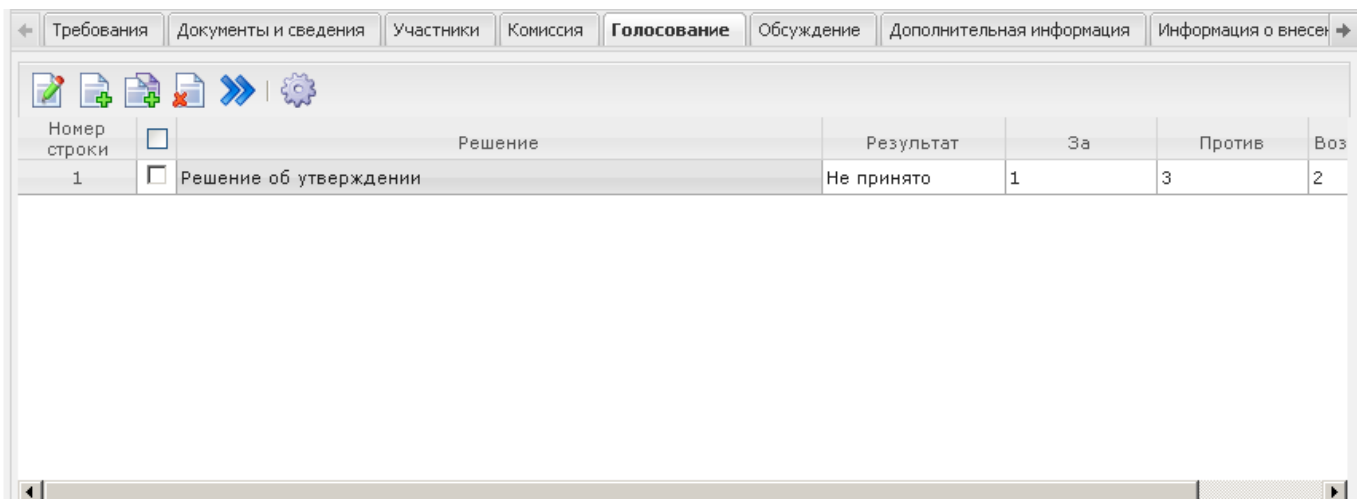 Требования Документы и сведения Участники Комиссия Голосование Обсуждение Дополнительная информация Информация о внесен
Номер строки Решение Результат За Против Воз
1 Решение об утверждении Не принято 1 3 2